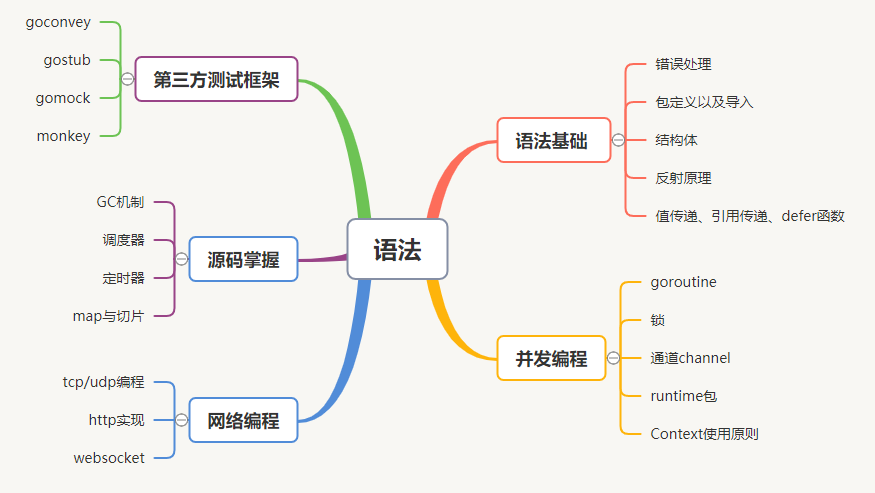 语法
语法基础
错误处理
包定义以及导入
结构体
反射原理
值传递、引用传递、defer函数
并发编程
goroutine
锁
通道channel
runtime包
Context使用原则
第三方测试框架
goconvey
gostub
gomock
monkey
源码掌握
GC机制
调度器
定时器
map与切片
网络编程
tcp/udp编程
http实现
websocket